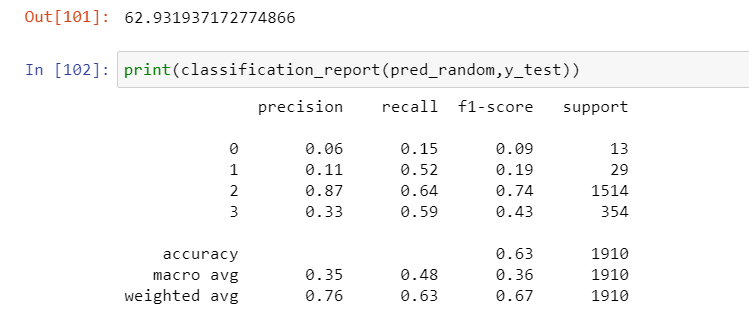 Out[101]: 62.931937172774866
In [102]: print(classification_report(pred_random,y_test))
precision recall f1-score support
0 0.06 0.15 0.09 13
1 0.11 0.52 0.19 29
2 0.87 0.64 0.74 1514
3 0.33 0.59 0.43 354
accuracy 0.63 1910
macro avg 0.35 0.48 0.36 1910
weighted avg 0.76 0.63 0.67 1910